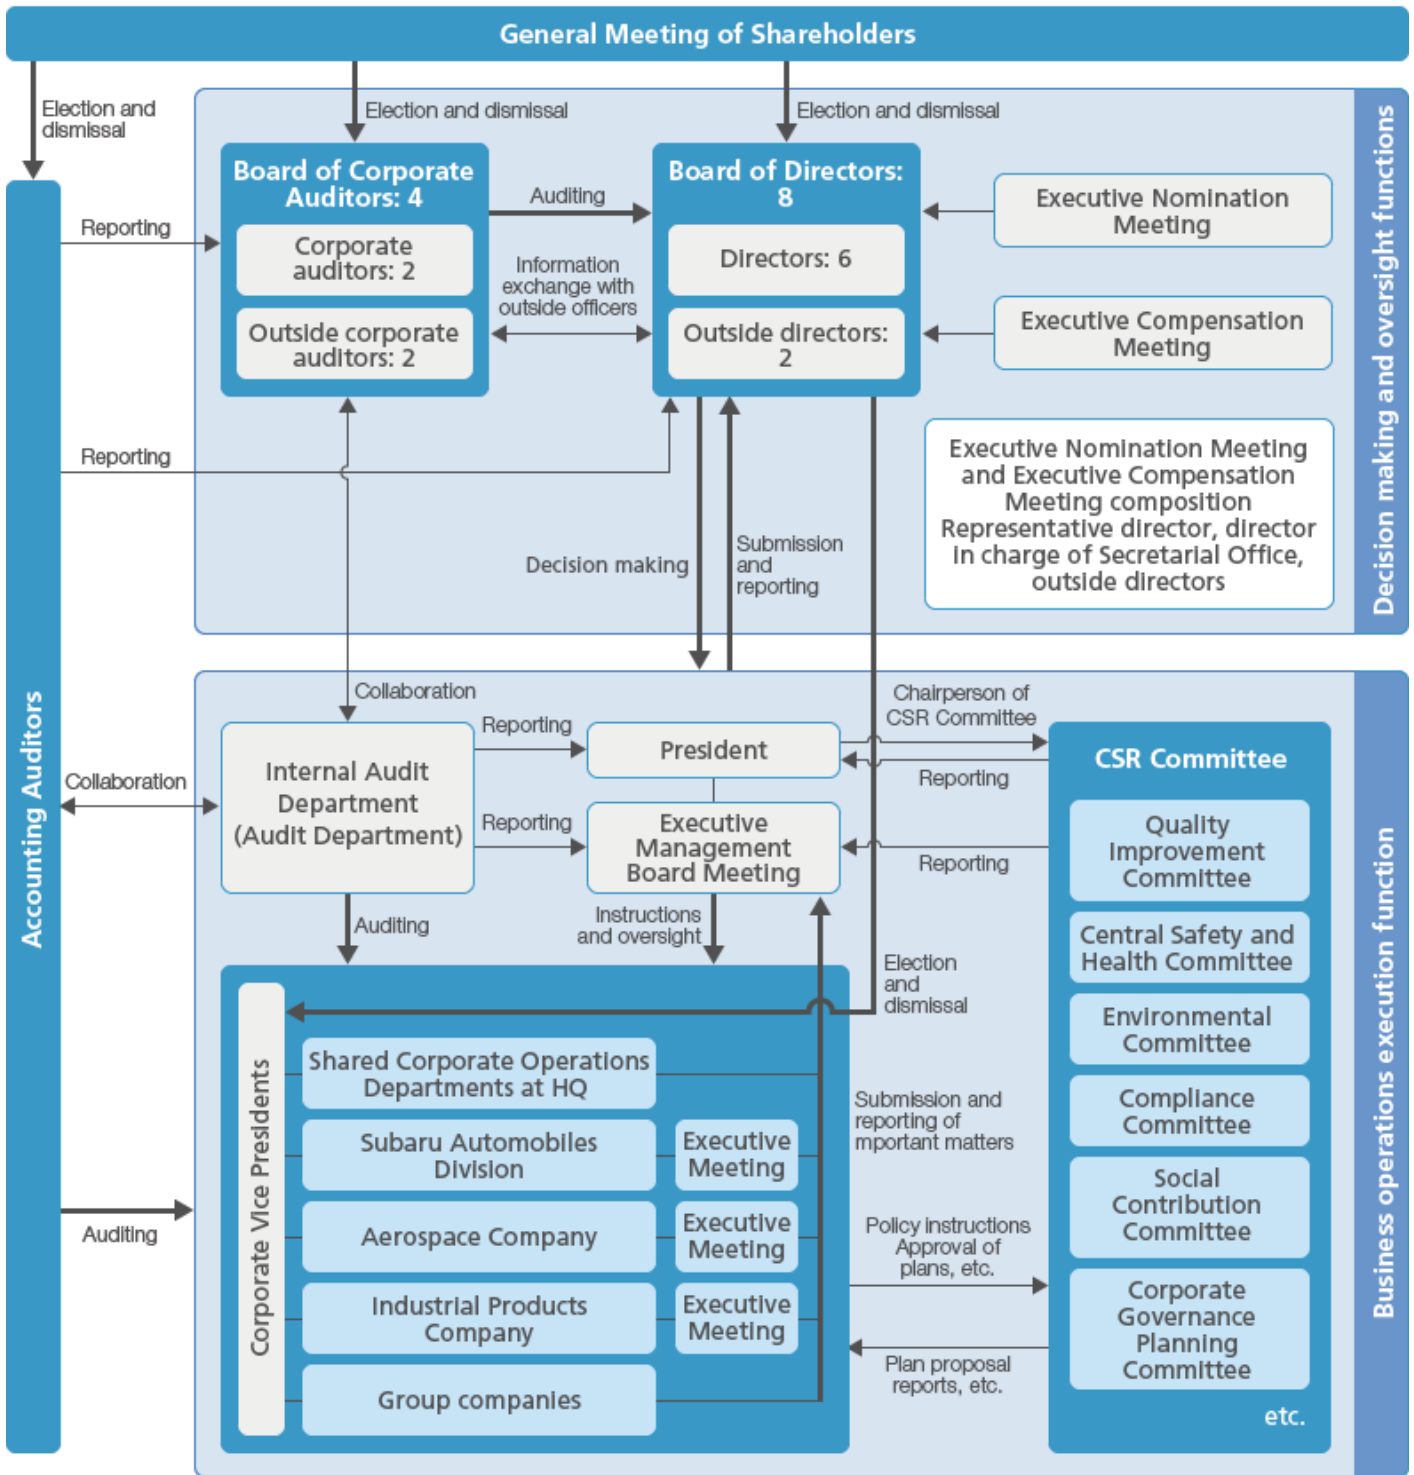 General Meeting of Shareholders
Election and
dismissal
Election and dismissal
Election and dismissal
Decision making and oversight functions
Board of Corporate
Auditors: 4
Corporate
auditors: 2
Outside corporate
auditors: 2
Auditing
Information
exchange with
outside officers
Board of Directors:
8
Directors: 6
Outside directors:
2
Executive Nomination
Meeting
Executive Compensation
Meeting
Executive Nomination Meeting
and Executive Compensation
Meeting composition
Representative director, director
in charge of Secretarial Office,
outside directors
Reporting
Reporting
Decision making
Submission
and
reporting
Accounting Auditors
Collaboration
Collaboration
Auditing
Business operations execution function
Internal Audit
Department
(Audit Department)
Reporting
Reporting
President
Executive
Management
Board Meeting
Chairperson of
CSR Committee
Reporting
Reporting
Auditing
Instructions
and oversight
Election
and
dismissal
Corporate Vice Presidents
Shared Corporate Operations
Departments at HQ
Subaru Automobiles
Division
Executive
Meeting
Aerospace Company
Executive
Meeting
Industrial Products
Company
Executive
Meeting
Group companies
Submission and
reporting of
mportant matters
Policy instructions
Approval of
plans, etc.
Plan proposal
reports, etc.
CSR Committee
Quality
Improvement
Committee
Central Safety and
Health Committee
Environmental
Committee
Compliance
Committee
Social
Contribution
Committee
Corporate
Governance
Planning
Committee
etc.